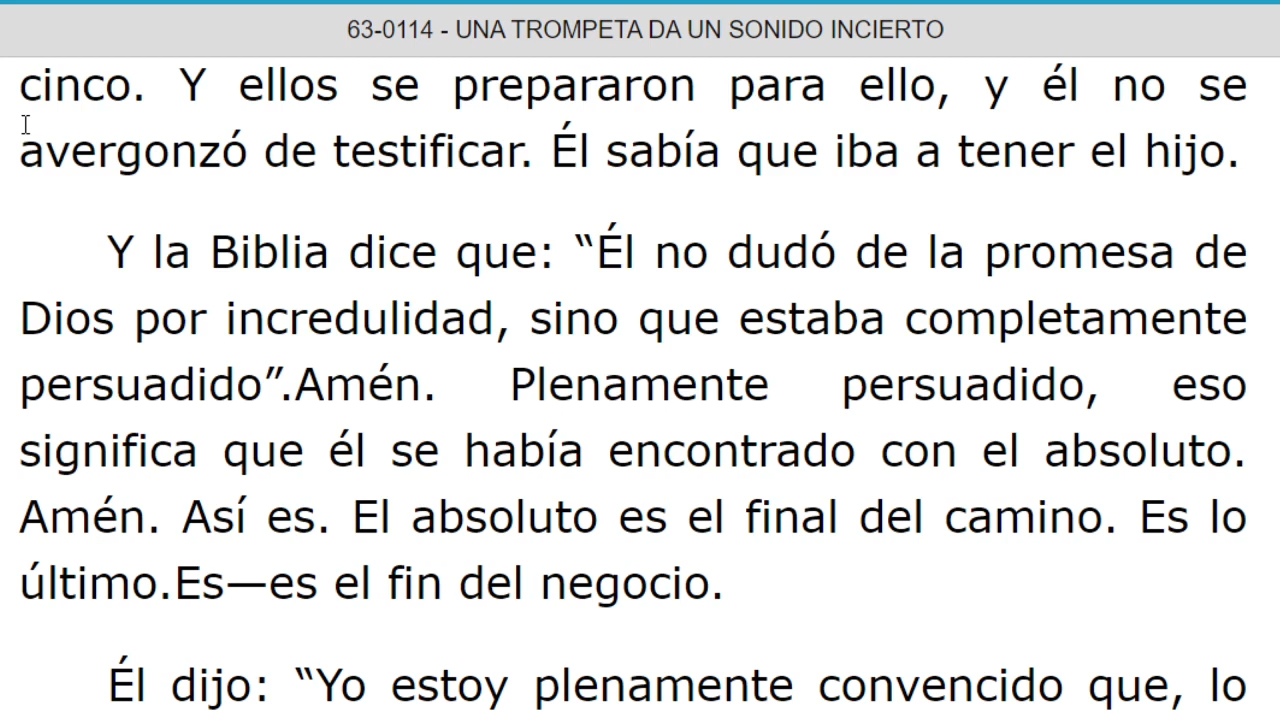 63-0114 - UNA TROMPETA DA UN SONIDO INCIERTO
cinco. Y ellos se prepararon para ello, y él no se
avergonzó de testificar. Él sabía que iba a tener el hijo.
Y la Biblia dice que: “Él no dudó de la promesa de
Dios por incredulidad, sino que estaba completamente
persuadido”.Amén. Plenamente persuadido, eso
significa que él se había encontrado con el absoluto.
Amén. Así es. El absoluto es el final del camino. Es lo
último.Es—es el fin del negocio.
Él dijo: “Yo estoy plenamente convencido que, lo